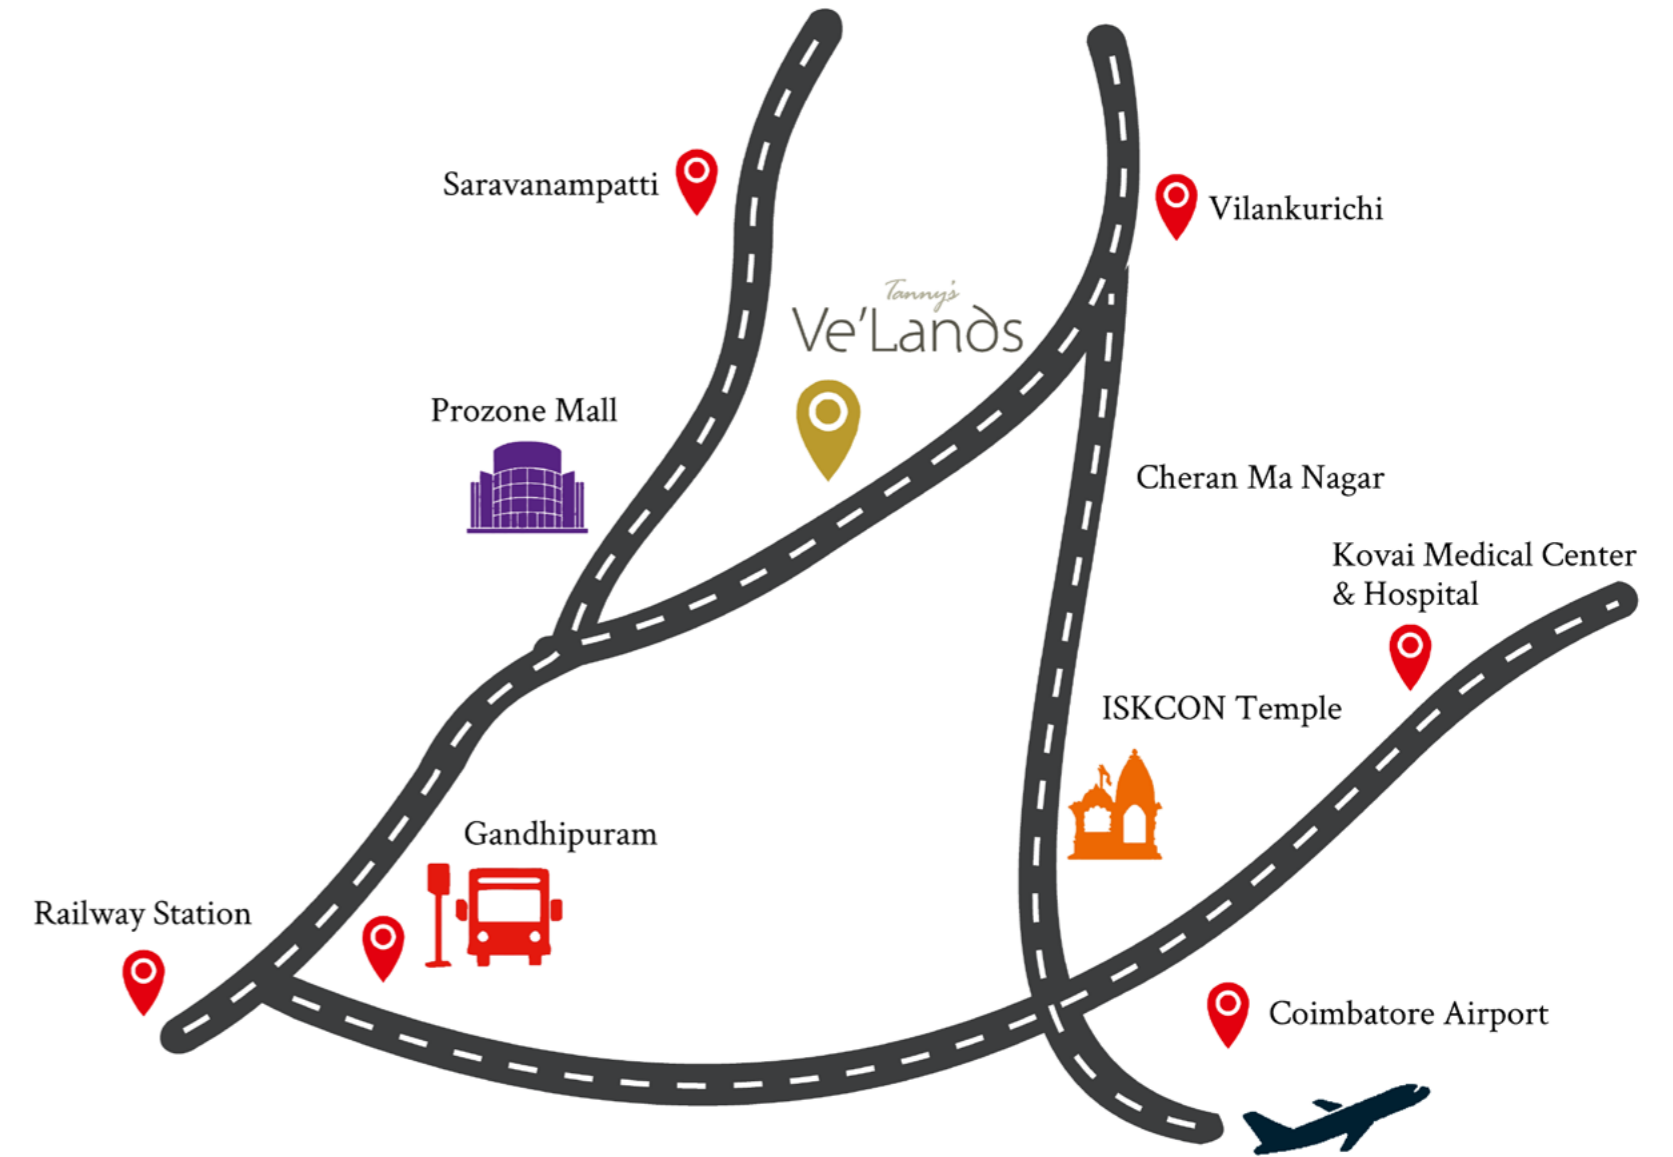 Saravanampatti
Vilankurichi
Tanny's
Ve'Lands
Prozone Mall
Cheran Ma Nagar
Kovai Medical Center
& Hospital
ISKCON Temple
Gandhipuram
Railway Station
Coimbatore Airport